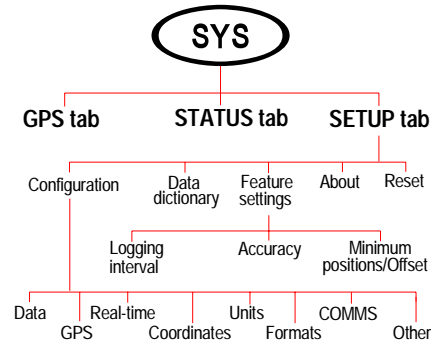 SYS
GPS tab
STATUS tab
SETUP tab
Configuration
Data
dictionary
Feature
settings
About
Reset
Logging
interval
Accuracy
Minimum
positions/Offset
Data
GPS
Real-time
Coordinates
Units
Formats
COMMS
Other